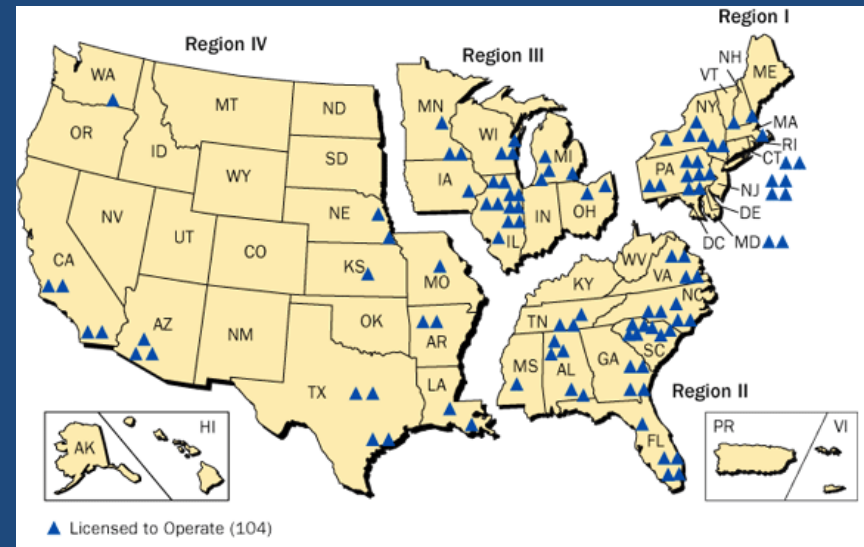 Region I
Region IV
Region III
NH
VT
ME
WA
MT
ND
MN
NY
WI
MA
OR
ID
SD
MI
RI
CT
WY
IA
PA
NJ
NV
NE
IN
OH
DE
UT
CO
IL
DC
MD
CA
KS
MO
WV
VA
KY
NC
AZ
NM
OK
TN
AR
SC
MS
AL
GA
TX
LA
Region II
HI
PR
VI
AK
FL
Licensed to Operate (104)